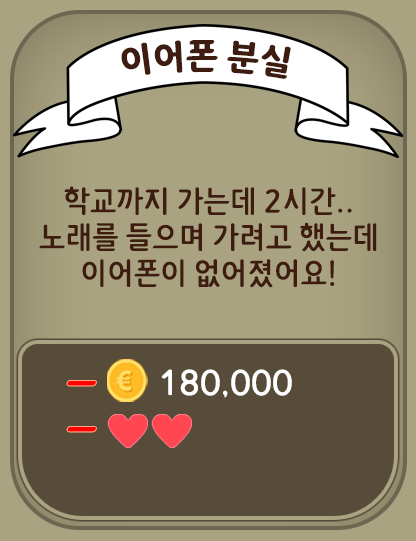 이어폰 분실
학교까지 가는데 2시간..
노래를 들으며 가려고 했는데
이어폰이 없어졌어요!
- € 180,000
-